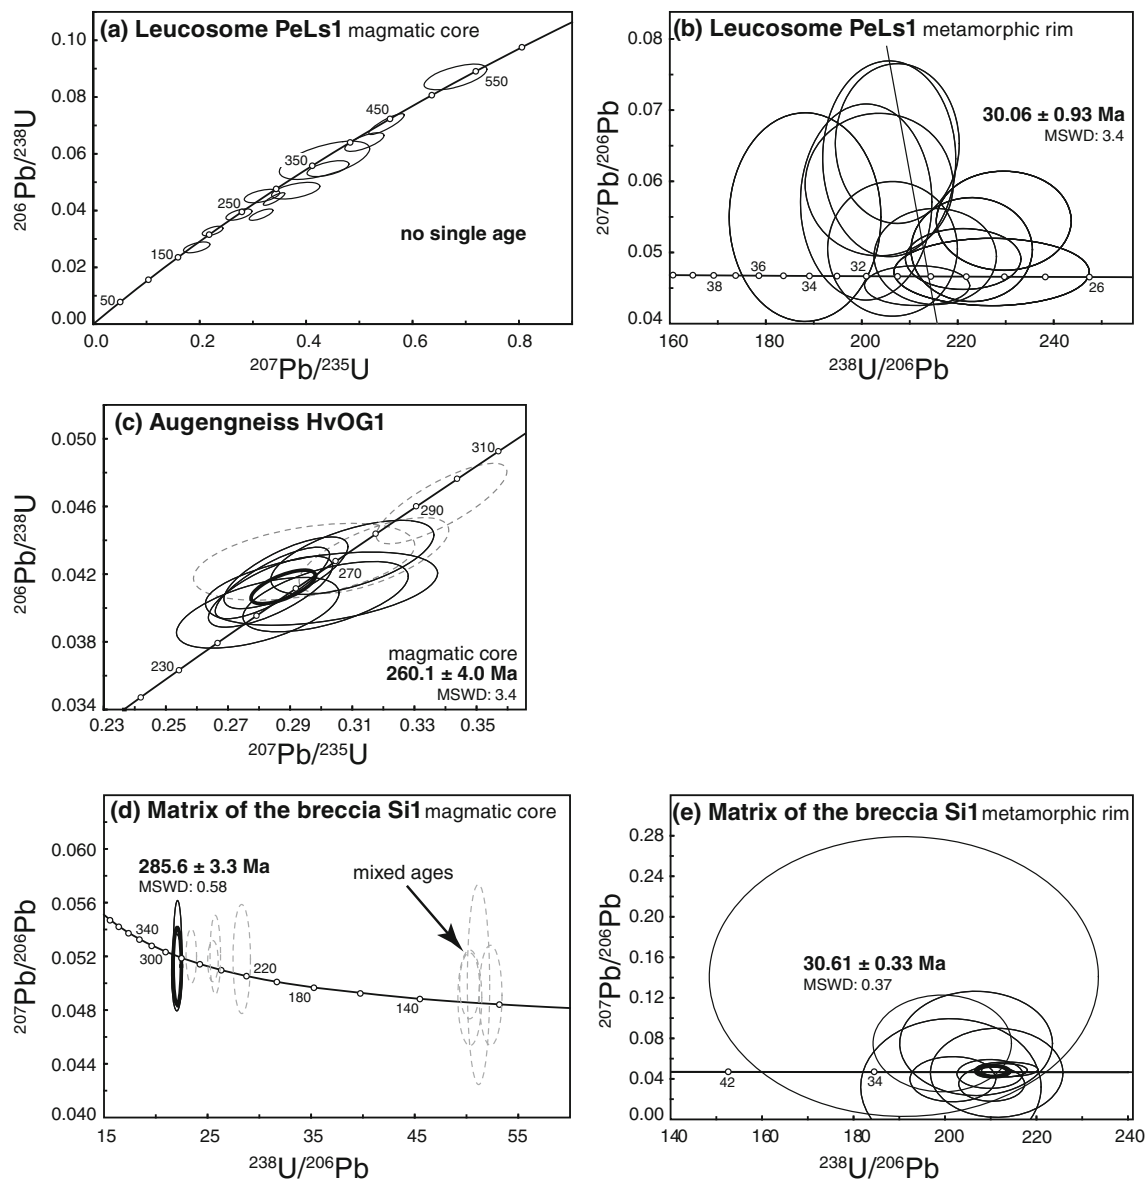 (a) Leucosome PeLs1 magmatic core
0.10
0.08
0.06
0.04
0.02
0.00
206Pb/238U
550
450
350
250
150
50
no single age
0.0 0.2 0.4 0.6 0.8
207Pb/235U
(b) Leucosome PeLs1 metamorphic rim
0.08
0.07
0.06
0.05
0.04
207Pb/206Pb
30.06 ± 0.93 Ma
MSWD: 3.4
38 36 34 32 26
160 180 200 220 240
238U/206Pb
(c) Augengneiss HvOG1
0.050
0.046
0.042
0.038
0.034
206Pb/238U
310
290
270
230
magmatic core
260.1 ± 4.0 Ma
MSWD: 3.4
0.23 0.25 0.27 0.29 0.31 0.33 0.35
207Pb/235U
(d) Matrix of the breccia Si1 magmatic core
0.060
0.056
0.052
0.048
0.044
0.040
207Pb/206Pb
285.6 ± 3.3 Ma
MSWD: 0.58
mixed ages
340
300
220
180
140
15 25 35 45 55
238U/206Pb
(e) Matrix of the breccia Si1 metamorphic rim
0.28
0.24
0.20
0.16
0.12
0.08
0.04
0.00
207Pb/206Pb
30.61 ± 0.33 Ma
MSWD: 0.37
42 34
140 160 180 200 220 240
238U/206Pb